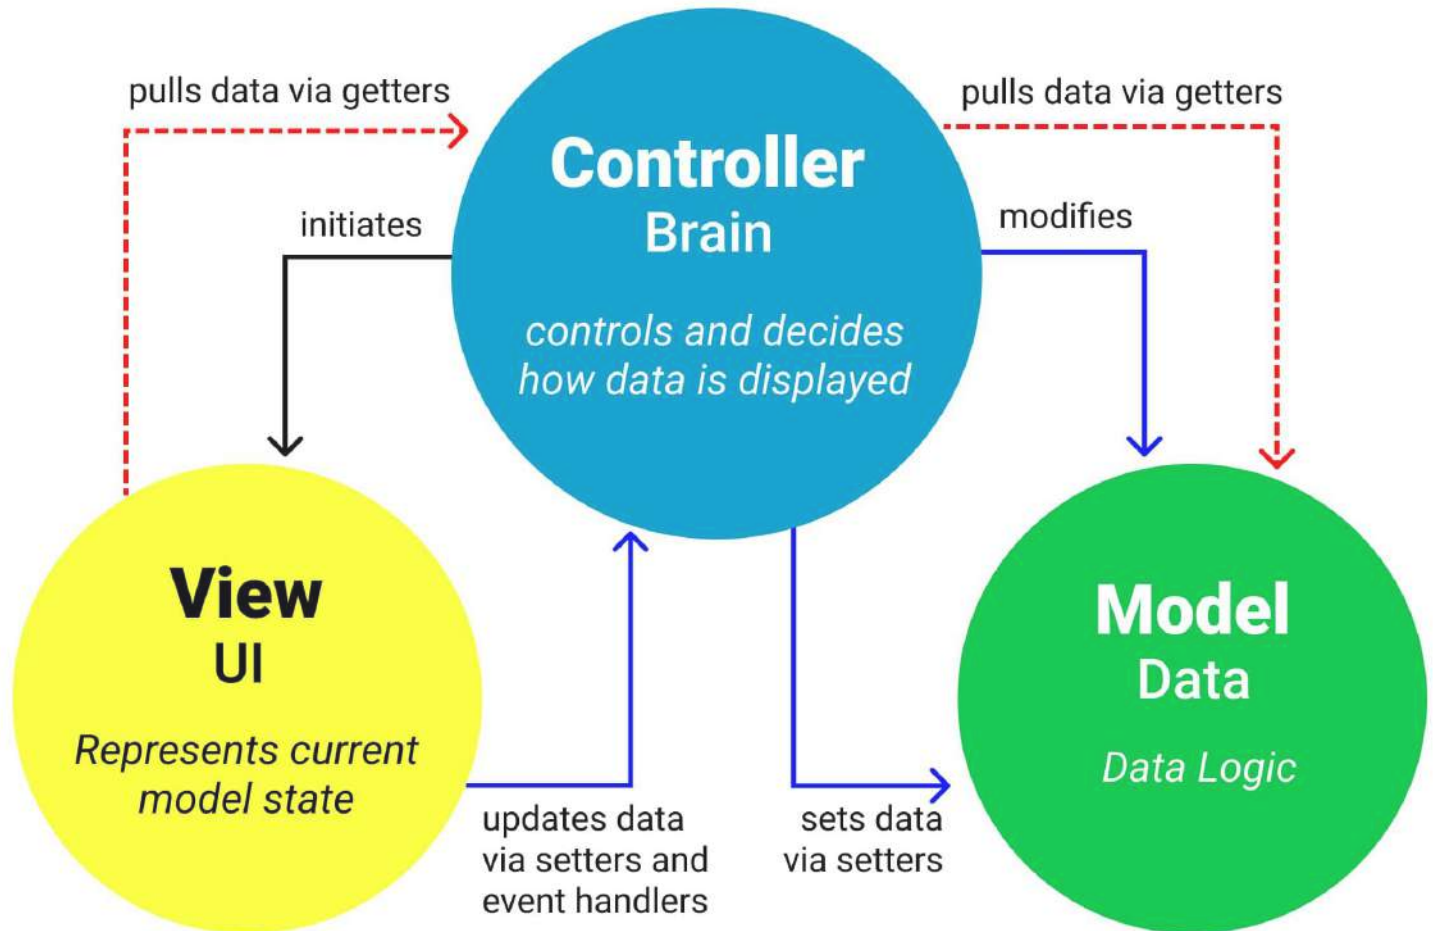 pulls data via getters
pulls data via getters
Controller
Brain
initiates
modifies
controls and decides
how data is displayed
View
UI
Represents current
model state
Model
Data
Data Logic
updates data
via setters and
event handlers
sets data
via setters